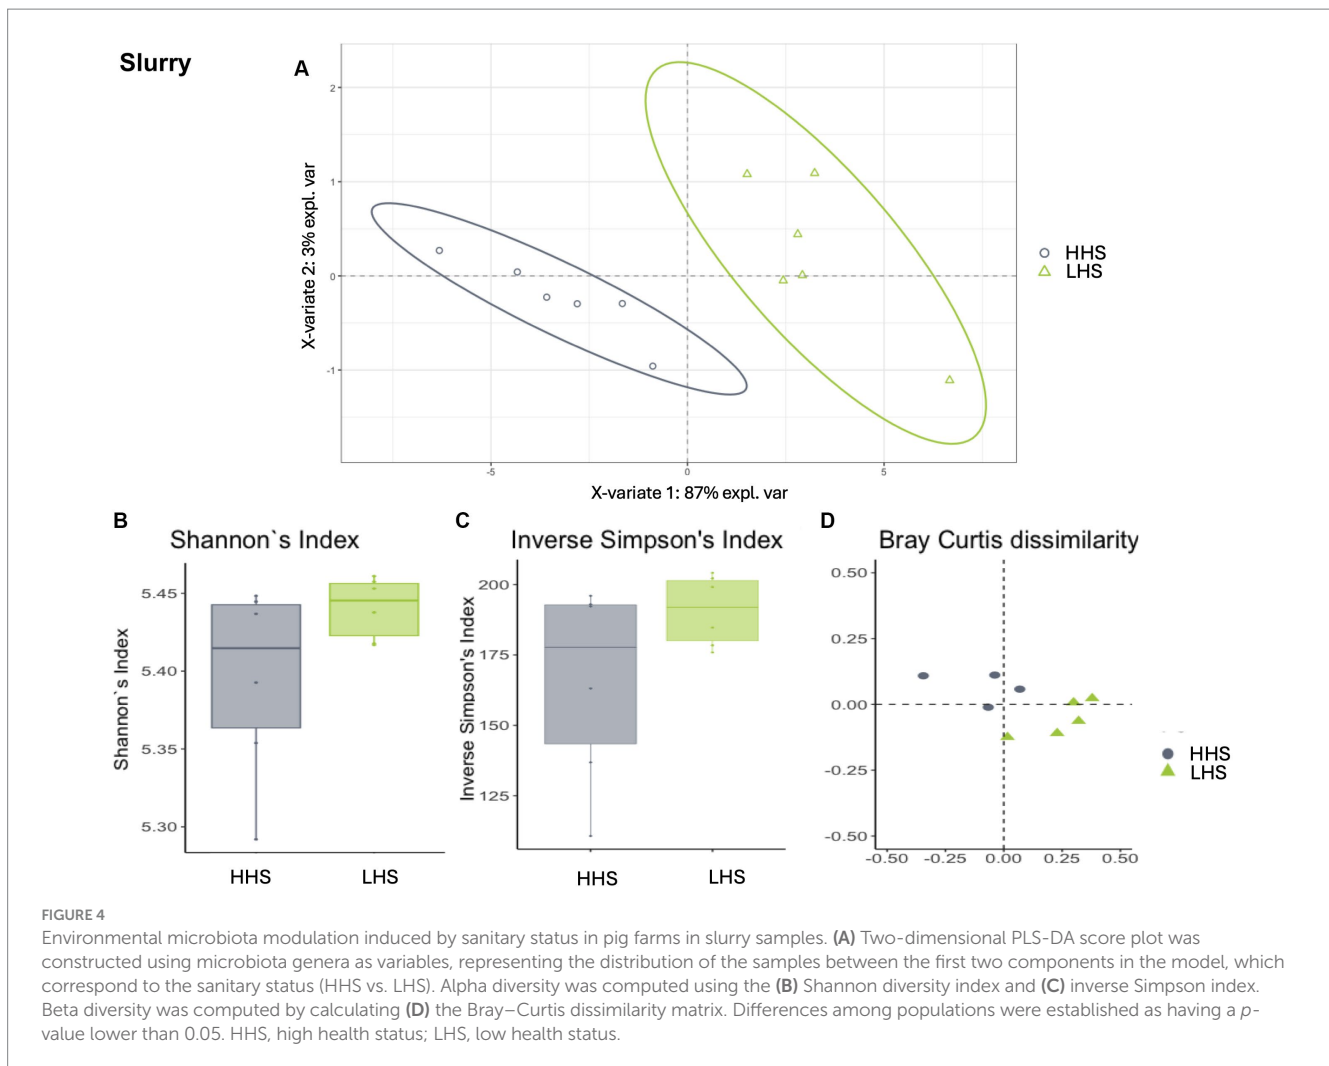 Slurry
A
X-variate 2: 3% expl. var
2
1
0
-1
-5
0
5
X-variate 1: 87% expl. var
HHS
LHS
B
Shannon`s Index
Shannon`s Index
5.45
5.40
5.35
5.30
HHS
LHS
C
Inverse Simpson's Index
Inverse Simpson's Index
200
175
150
125
HHS
LHS
D
Bray Curtis dissimilarity
0.50
0.25
0.00
-0.25
-0.50
-0.50
-0.25
0.00
0.25
0.50
HHS
LHS
FIGURE 4
Environmental microbiota modulation induced by sanitary status in pig farms in slurry samples. (A) Two-dimensional PLS-DA score plot was
constructed using microbiota genera as variables, representing the distribution of the samples between the first two components in the model, which
correspond to the sanitary status (HHS vs. LHS). Alpha diversity was computed using the (B) Shannon diversity index and (C) inverse Simpson index.
Beta diversity was computed by calculating (D) the Bray–Curtis dissimilarity matrix. Differences among populations were established as having a p-
value lower than 0.05. HHS, high health status; LHS, low health status.